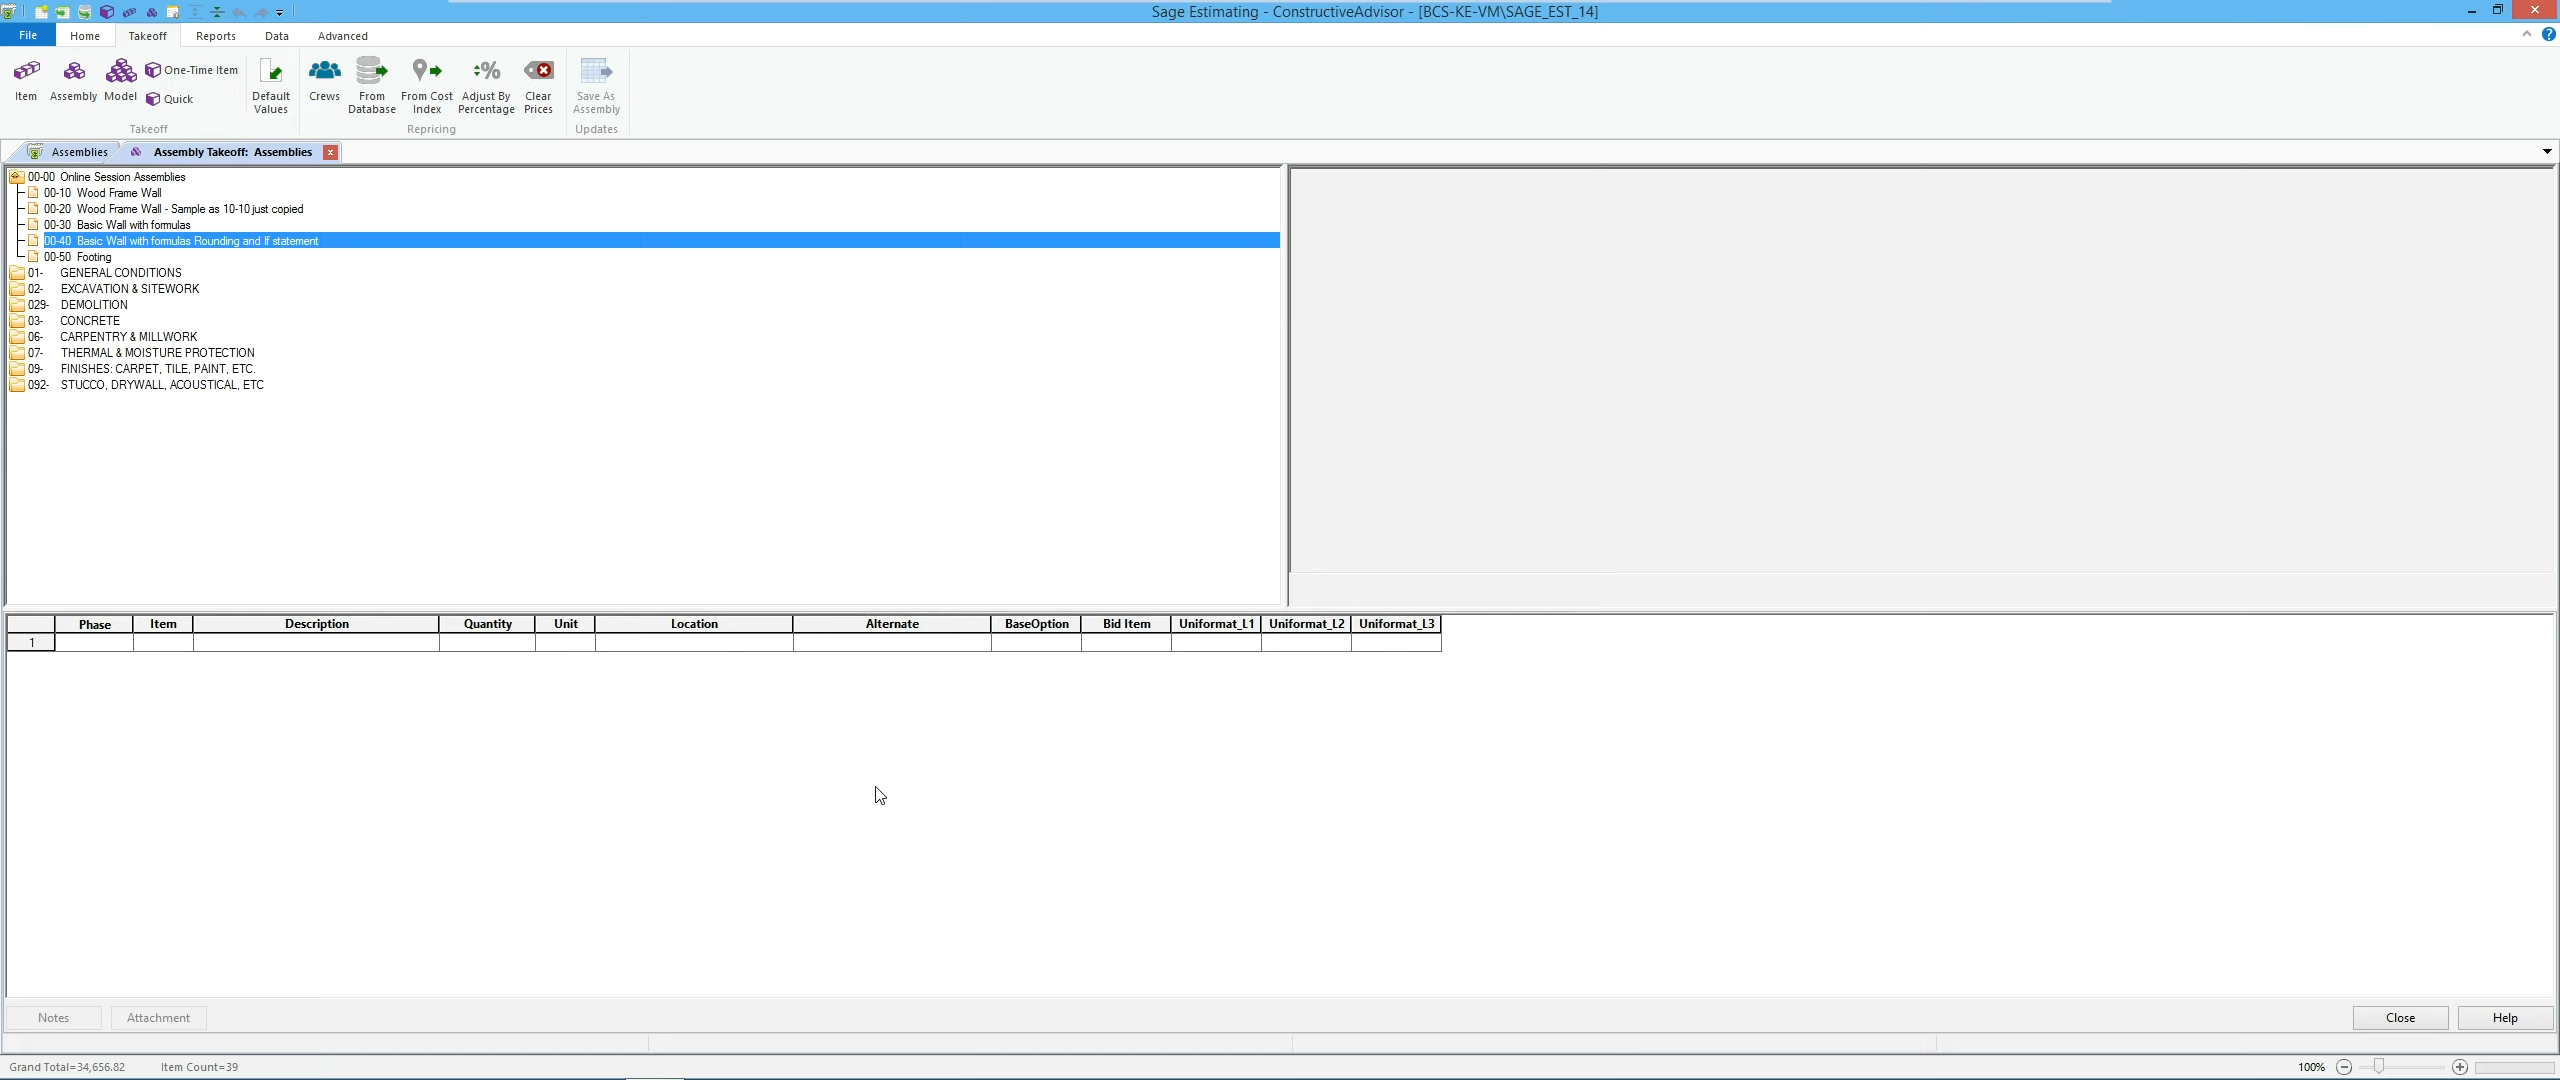 Sage Estimating - ConstructiveAdvisor - [BCS-KE-VM\SAGE_EST_14]
File Home Takeoff Reports Data Advanced
Item Assembly Model One-Time Item Quick Default Values Crews From Database From Cost Index Adjust By Percentage Clear Prices Save As Assembly
Takeoff Repricing Updates
Assemblies Assembly Takeoff: Assemblies
00-00 Online Session Assemblies
00-10 Wood Frame Wall
00-20 Wood Frame Wall - Sample as 10-10 just copied
00-30 Basic Wall with formulas
00-40 Basic Wall with formulas Rounding and If statement
00-50 Footing
01- GENERAL CONDITIONS
02- EXCAVATION & SITEWORK
029- DEMOLITION
03- CONCRETE
06- CARPENTRY & MILLWORK
07- THERMAL & MOISTURE PROTECTION
09- FINISHES: CARPET, TILE, PAINT, ETC.
092- STUCCO, DRYWALL, ACOUSTICAL, ETC
Phase Item Description Quantity Unit Location Alternate BaseOption Bid Item Uniformat_L1 Uniformat_L2 Uniformat_L3
1
Notes Attachment Close Help
Grand Total=34,656.82 Item Count=39 100%